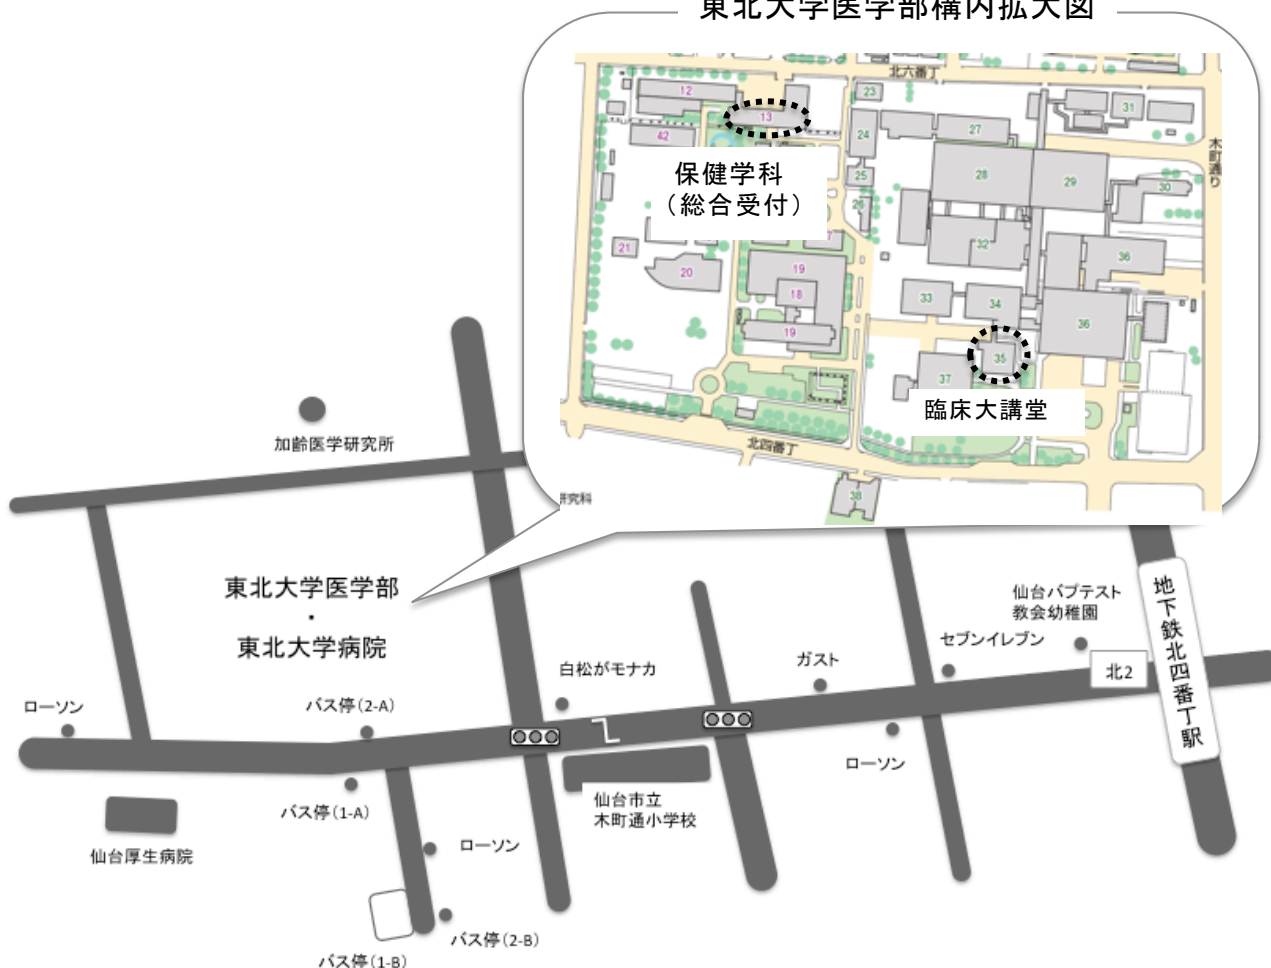 東北大学医学部構内拡大図
北六番丁
木町通り
12
13
23
31
42
24
27
25
28
29
30
26
21
32
36
20
19
18
33
34
36
19
35
37
38
保健学科
（総合受付）
臨床大講堂
北四番丁
研究科
加齢医学研究所
東北大学医学部
・
東北大学病院
ローソン
バス停（2-A）
白松がモナカ
ガスト
セブンイレブン
仙台バプテスト
教会幼稚園
北2
地下鉄北四番丁駅
バス停（1-A）
仙台厚生病院
仙台市立
木町通小学校
ローソン
ローソン
バス停（2-B）
バス停（1-B）